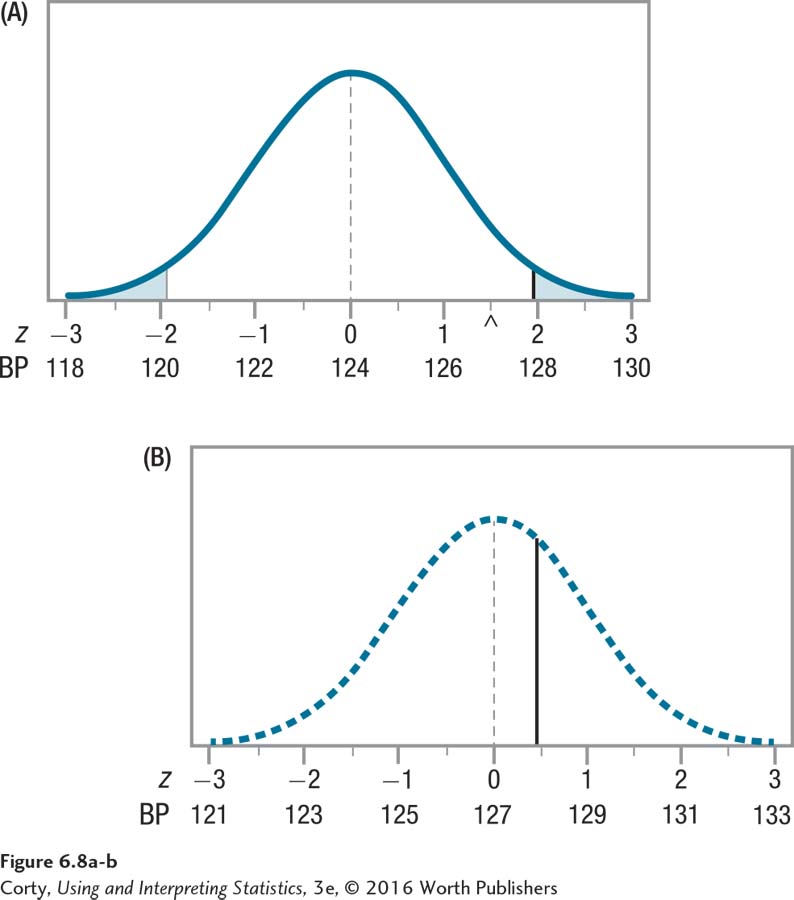 (A)
z −3 −2 −1 0 1 ^ 2 3
BP 118 120 122 124 126 128 130
(B)
z −3 −2 −1 0 1 2 3
BP 121 123 125 127 129 131 133
Figure 6.8a-b
Corty, Using and Interpreting Statistics, 3e, © 2016 Worth Publishers